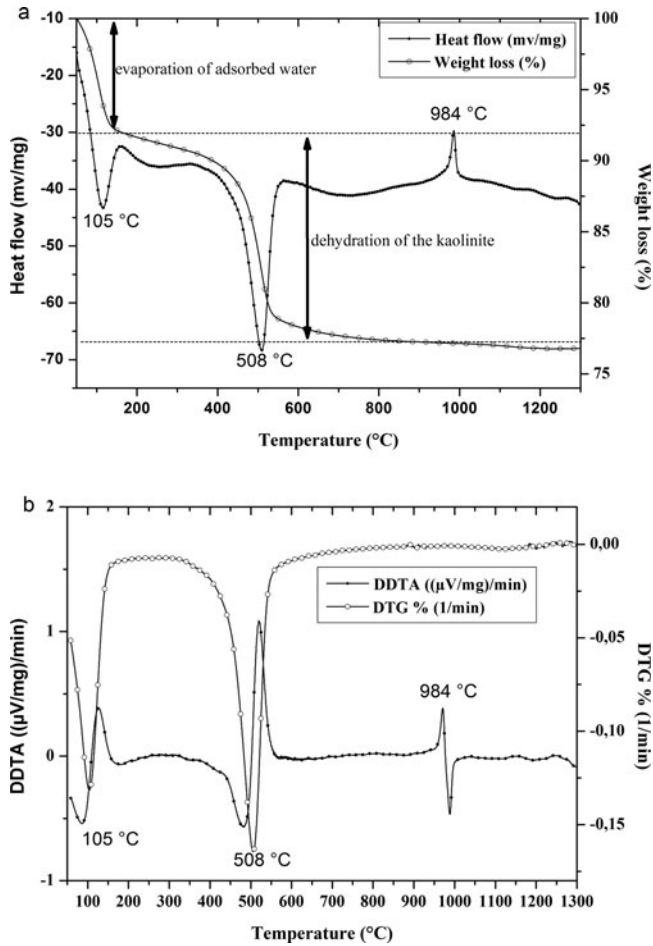 a
Heat flow (mv/mg)
Weight loss (%)
evaporation of adsorbed water
984 °C
105 °C
dehydration of the kaolinite
508 °C
-10
-20
-30
-40
-50
-60
-70
Heat flow (mv/mg)
100
95
90
85
80
75
Weight loss
(%)
200 400 600 800 1000 1200
Temperature (°C)
b
DDTA ((µV/mg)/min)
DTG % (1/min)
984 °C
105 °C
508 °C
2
1
0
-1
DDTA ((µV/mg)/min)
0,00
-0,05
-0,10
-0,15
DTG % (1/min)
100 200 300 400 500 600 700 800 900 1000 1100 1200 1300
Temperature (°C)